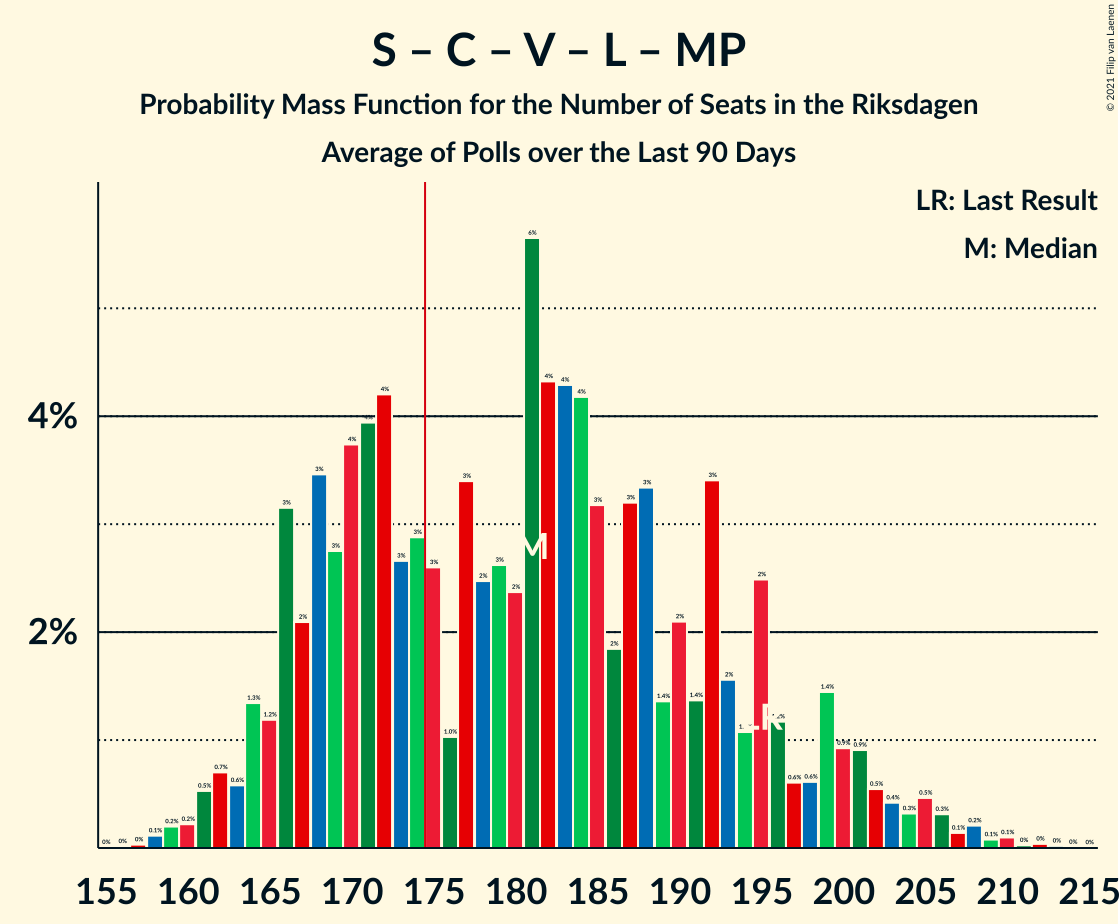 S – C – V – L – MP
Probability Mass Function for the Number of Seats in the Riksdagen
Average of Polls over the Last 90 Days
© 2021 Filip van Laenen
LR: Last Result
M: Median
4%
2%
0% 0% 0% 0.1% 0.2% 0.2% 0.5% 0.7% 0.6% 1.3% 1.2% 3% 2% 3% 3% 4% 4% 4% 3% 3% 3% 1.0% 3% 2% 3% 2% 6% 4% 4% 4% 3% 2% 3% 3% 1.4% 2% 1.4% 3% 2% 2% 0.6% 0.6% 1.4% 0.9% 0.9% 0.5% 0.4% 0.3% 0.5% 0.3% 0.1% 0.2% 0.1% 0.1% 0% 0% 0% 0% 0%
M
LR
155 160 165 170 175 180 185 190 195 200 205 210 215